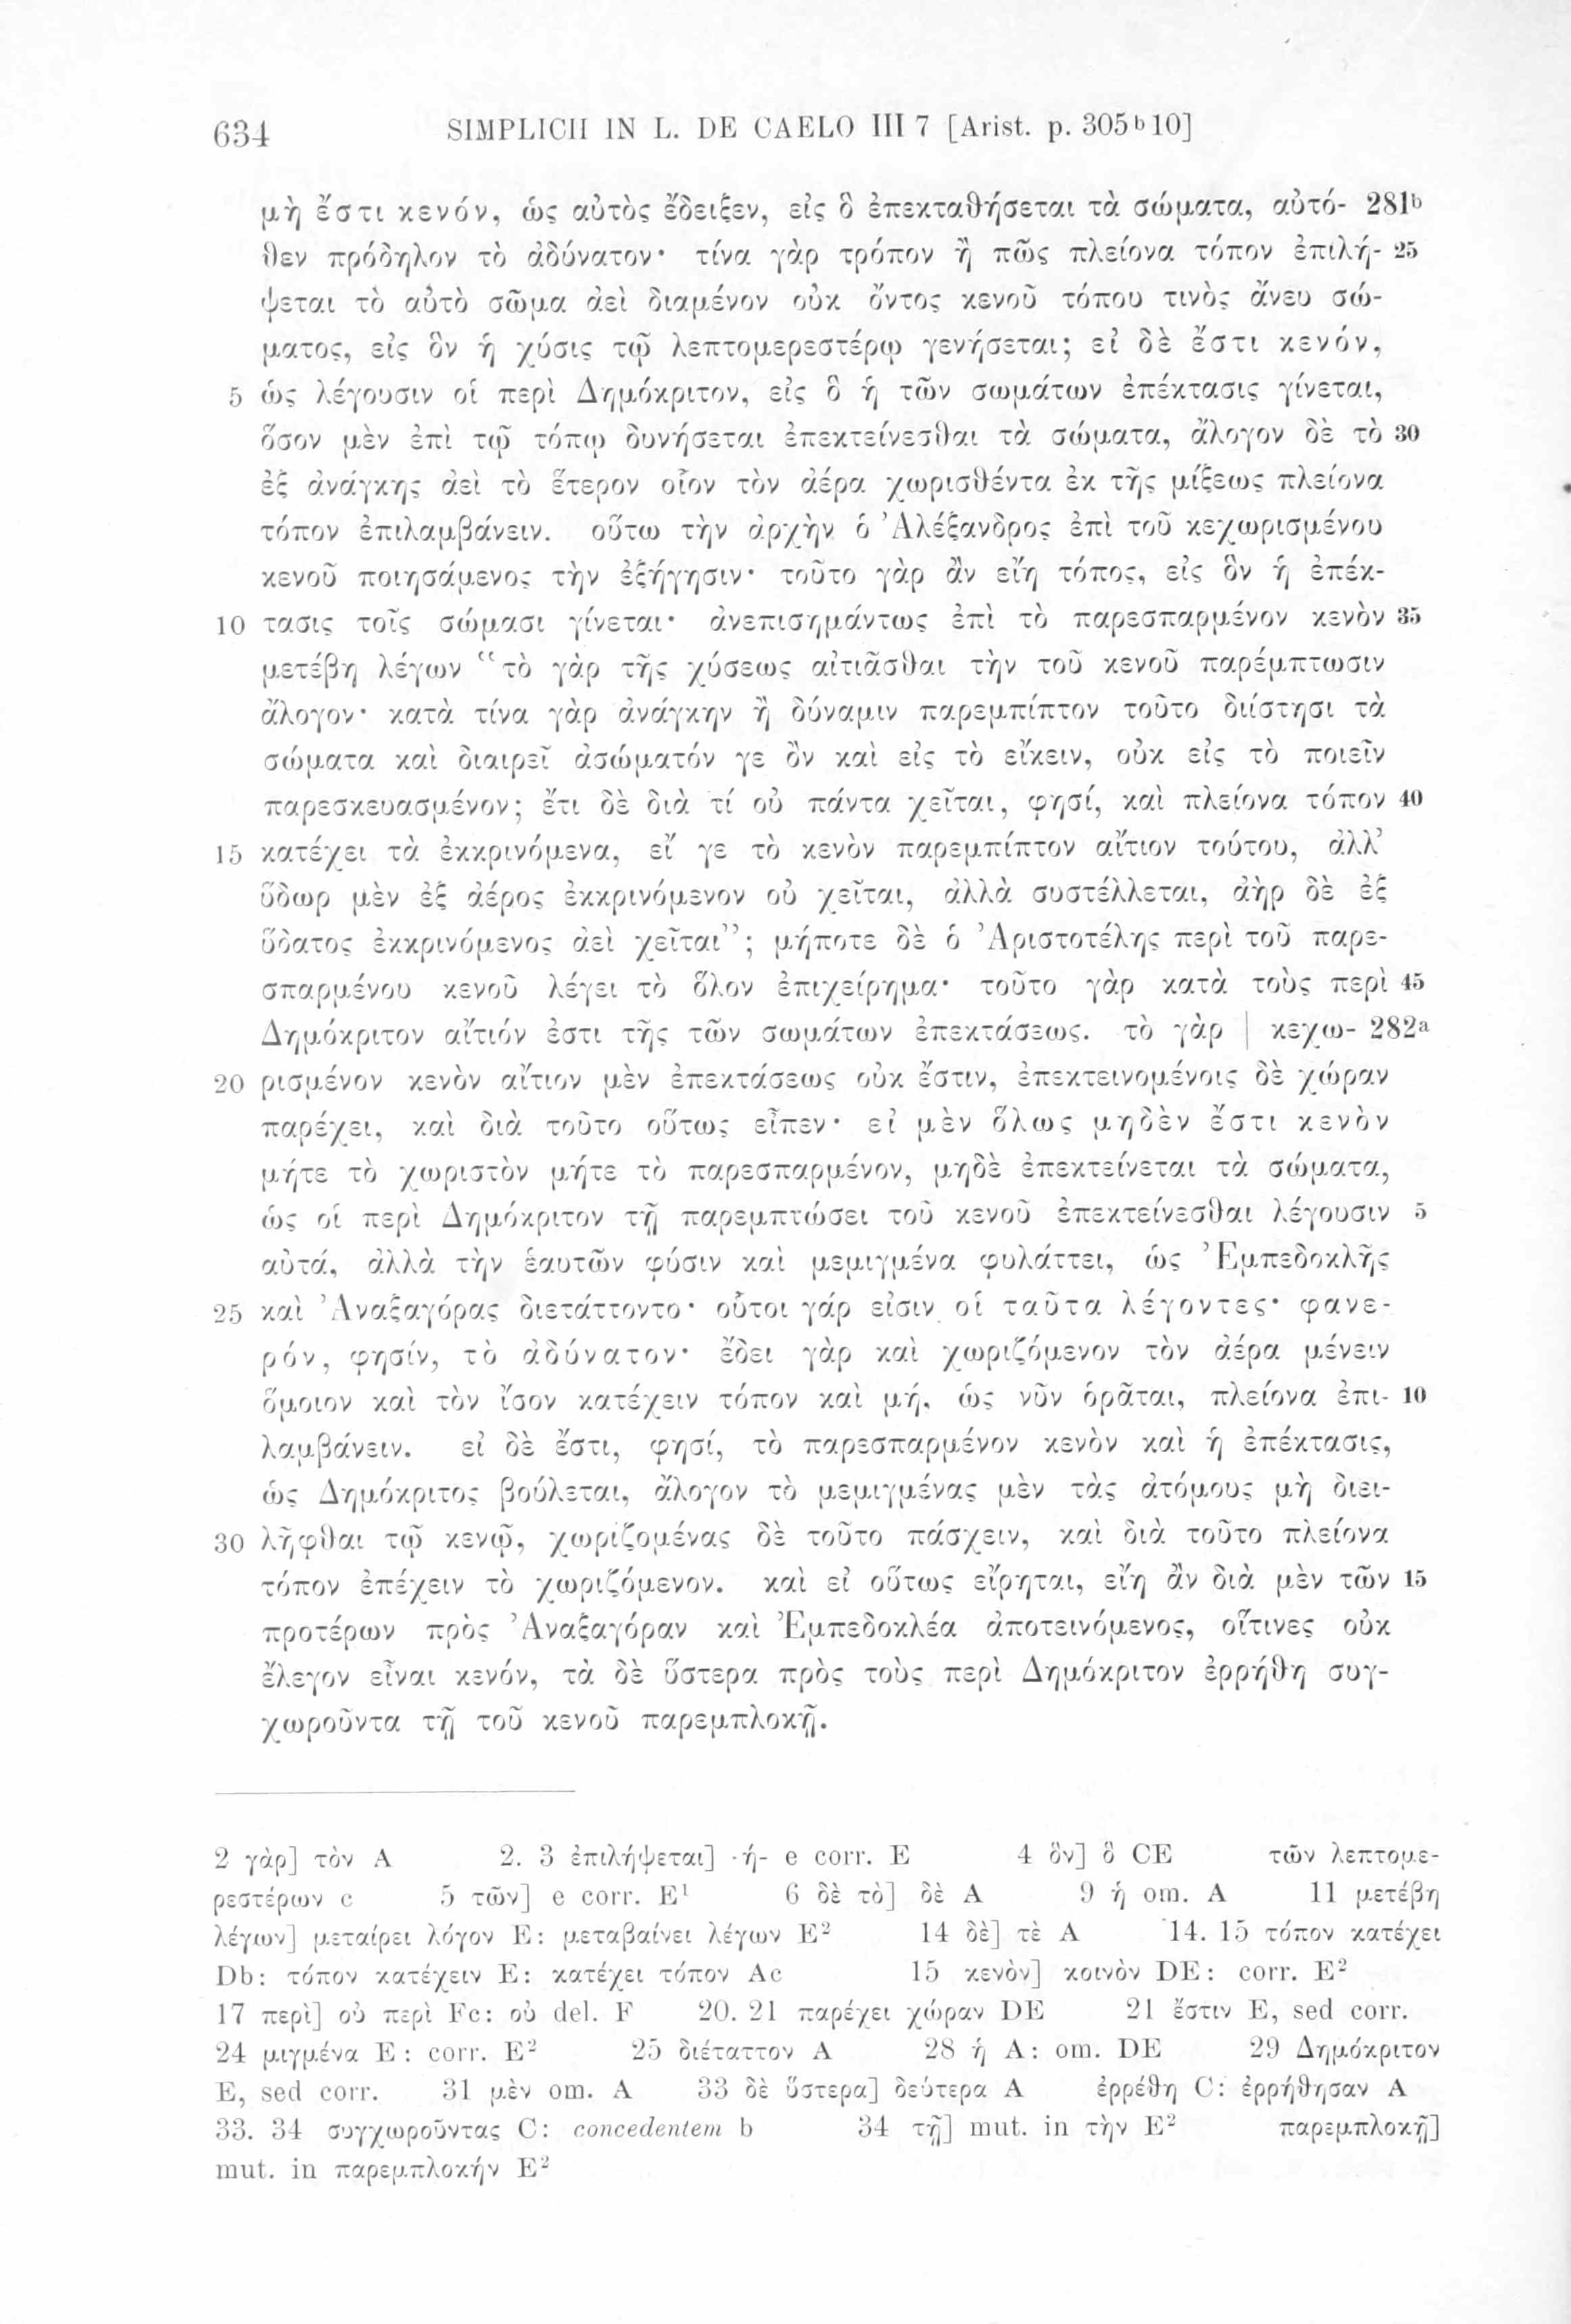 634 SIMPLICII IN L. DE CAELO III 7 [Arist. p. 305b10]
μὴ ἔστι κενόν, ὡς αὐτὸς ἔδειξεν, εἰς ὃ ἐπεκταθήσεται τὰ σώματα, αὐτό- 281b
θεν πρόδηλον τὸ ἀδύνατον· τίνα γὰρ τρόπον ἢ πῶς πλείονα τόπον ἐπιλή- 25
ψεται τὸ αὐτὸ σῶμα ἀεὶ διαμένον οὐκ ὄντος κενοῦ τόπου τινὸς ἄνευ σώ-
ματος, εἰς ὃν ἡ χύσις τῷ λεπτομερεστέρῳ γενήσεται; εἰ δὲ ἔστι κενόν,
5 ὡς λέγουσιν οἱ περὶ Δημόκριτον, εἰς ὃ ἡ τῶν σωμάτων ἐπέκτασις γίνεται,
ὅσον μὲν ἐπὶ τῷ τόπῳ δυνήσεται ἐπεκτείνεσθαι τὰ σώματα, ἄλογον δὲ τὸ 30
ἐξ ἀνάγκης ἀεὶ τὸ ἕτερον οἷον τὸν ἀέρα χωρισθέντα ἐκ τῆς μίξεως πλείονα
τόπον ἐπιλαμβάνειν. οὕτω τὴν ἀρχὴν ὁ Ἀλέξανδρος ἐπὶ τοῦ κεχωρισμένου
κενοῦ ποιησάμενος τὴν ἐξήγησιν· τοῦτο γὰρ ἂν εἴη τόπος, εἰς ὃν ἡ ἐπέκ-
10 τασις τοῖς σώμασι γίνεται· ἀνεπισημάντως ἐπὶ τὸ παρεσπαρμένον κενὸν 35
μετέβη λέγων “τὸ γὰρ τῆς χύσεως αἰτιᾶσθαι τὴν τοῦ κενοῦ παρέμπτωσιν
ἄλογον· κατὰ τίνα γὰρ ἀνάγκην ἢ δύναμιν παρεμπίπτον τοῦτο διίστησι τὰ
σώματα καὶ διαιρεῖ ἀσώματόν γε ὂν καὶ εἰς τὸ εἴκειν, οὐκ εἰς τὸ ποιεῖν
παρεσκευασμένον; ἔτι δὲ διὰ τί οὐ πάντα χεῖται, φησί, καὶ πλείονα τόπον 40
15 κατέχει τὰ ἐκκρινόμενα, εἴ γε τὸ κενὸν παρεμπίπτον αἴτιον τούτου, ἀλλ’
ὕδωρ μὲν ἐξ ἀέρος ἐκκρινόμενον οὐ χεῖται, ἀλλὰ συστέλλεται, ἀὴρ δὲ ἐξ
ὕδατος ἐκκρινόμενος ἀεὶ χεῖται”; μήποτε δὲ ὁ Ἀριστοτέλης περὶ τοῦ παρε-
σπαρμένου κενοῦ λέγει τὸ ὅλον ἐπιχείρημα· τοῦτο γὰρ κατὰ τοὺς περὶ 45
Δημόκριτον αἴτιόν ἐστι τῆς τῶν σωμάτων ἐπεκτάσεως. τὸ γὰρ | κεχω- 282a
20 ρισμένον κενὸν αἴτιον μὲν ἐπεκτάσεως οὐκ ἔστιν, ἐπεκτεινομένοις δὲ χώραν
παρέχει, καὶ διὰ τοῦτο οὕτως εἶπεν· εἰ μὲν ὅλως μηδὲν ἔστι κενὸν
μήτε τὸ χωριστὸν μήτε τὸ παρεσπαρμένον, μηδὲ ἐπεκτείνεται τὰ σώματα,
ὡς οἱ περὶ Δημόκριτον τῇ παρεμπτώσει τοῦ κενοῦ ἐπεκτείνεσθαι λέγουσιν 5
αὐτά, ἀλλὰ τὴν ἑαυτῶν φύσιν καὶ μεμιγμένα φυλάττει, ὡς Ἐμπεδοκλῆς
25 καὶ Ἀναξαγόρας διετάττοντο· οὗτοι γάρ εἰσιν οἱ ταῦτα λέγοντες· φανε-
ρόν, φησίν, τὸ ἀδύνατον· ἔδει γὰρ καὶ χωριζόμενον τὸν ἀέρα μένειν
ὅμοιον καὶ τὸν ἴσον κατέχειν τόπον καὶ μή, ὡς νῦν ὁρᾶται, πλείονα ἐπι- 10
λαμβάνειν. εἰ δὲ ἔστι, φησί, τὸ παρεσπαρμένον κενὸν καὶ ἡ ἐπέκτασις,
ὡς Δημόκριτος βούλεται, ἄλογον τὸ μεμιγμένας μὲν τὰς ἀτόμους μὴ διει-
30 λῆφθαι τῷ κενῷ, χωριζομένας δὲ τοῦτο πάσχειν, καὶ διὰ τοῦτο πλείονα
τόπον ἐπέχειν τὸ χωριζόμενον. καὶ εἰ οὕτως εἴρηται, εἴη ἂν διὰ μὲν τῶν 15
προτέρων πρὸς Ἀναξαγόραν καὶ Ἐμπεδοκλέα ἀποτεινόμενος, οἵτινες οὐκ
ἔλεγον εἶναι κενόν, τὰ δὲ ὕστερα πρὸς τοὺς περὶ Δημόκριτον ἐρρήθη συγ-
χωροῦντα τῇ τοῦ κενοῦ παρεμπλοκῇ.
2 γὰρ] τὸν A 2. 3 ἐπιλήψεται] -ή- e corr. E 4 ὃν] ὃ CE τῶν λεπτομε-
ρεστέρων c 5 τῶν] e corr. E1 6 δὲ τὸ] δὲ A 9 ἡ om. A 11 μετέβη
λέγων] μεταίρει λόγον E: μεταβαίνει λέγων E2 14 δὲ] τὲ A 14. 15 τόπον κατέχει
Db: τόπον κατέχειν E: κατέχει τόπον Ac 15 κενὸν] κοινὸν DE: corr. E2
17 περὶ] οὐ περὶ Fc: οὐ del. F 20. 21 παρέχει χώραν DE 21 ἔστιν E, sed corr.
24 μιγμένα E: corr. E2 25 διέταττον A 28 ἡ A: om. DE 29 Δημόκριτον
E, sed corr. 31 μὲν om. A 33 δὲ ὕστερα] δεύτερα A ἐρρέθη C: ἐρρήθησαν A
33. 34 συγχωροῦντας C: concedentem b 34 τῇ] mut. in τὴν E2 παρεμπλοκῇ]
mut. in παρεμπλοκήν E2